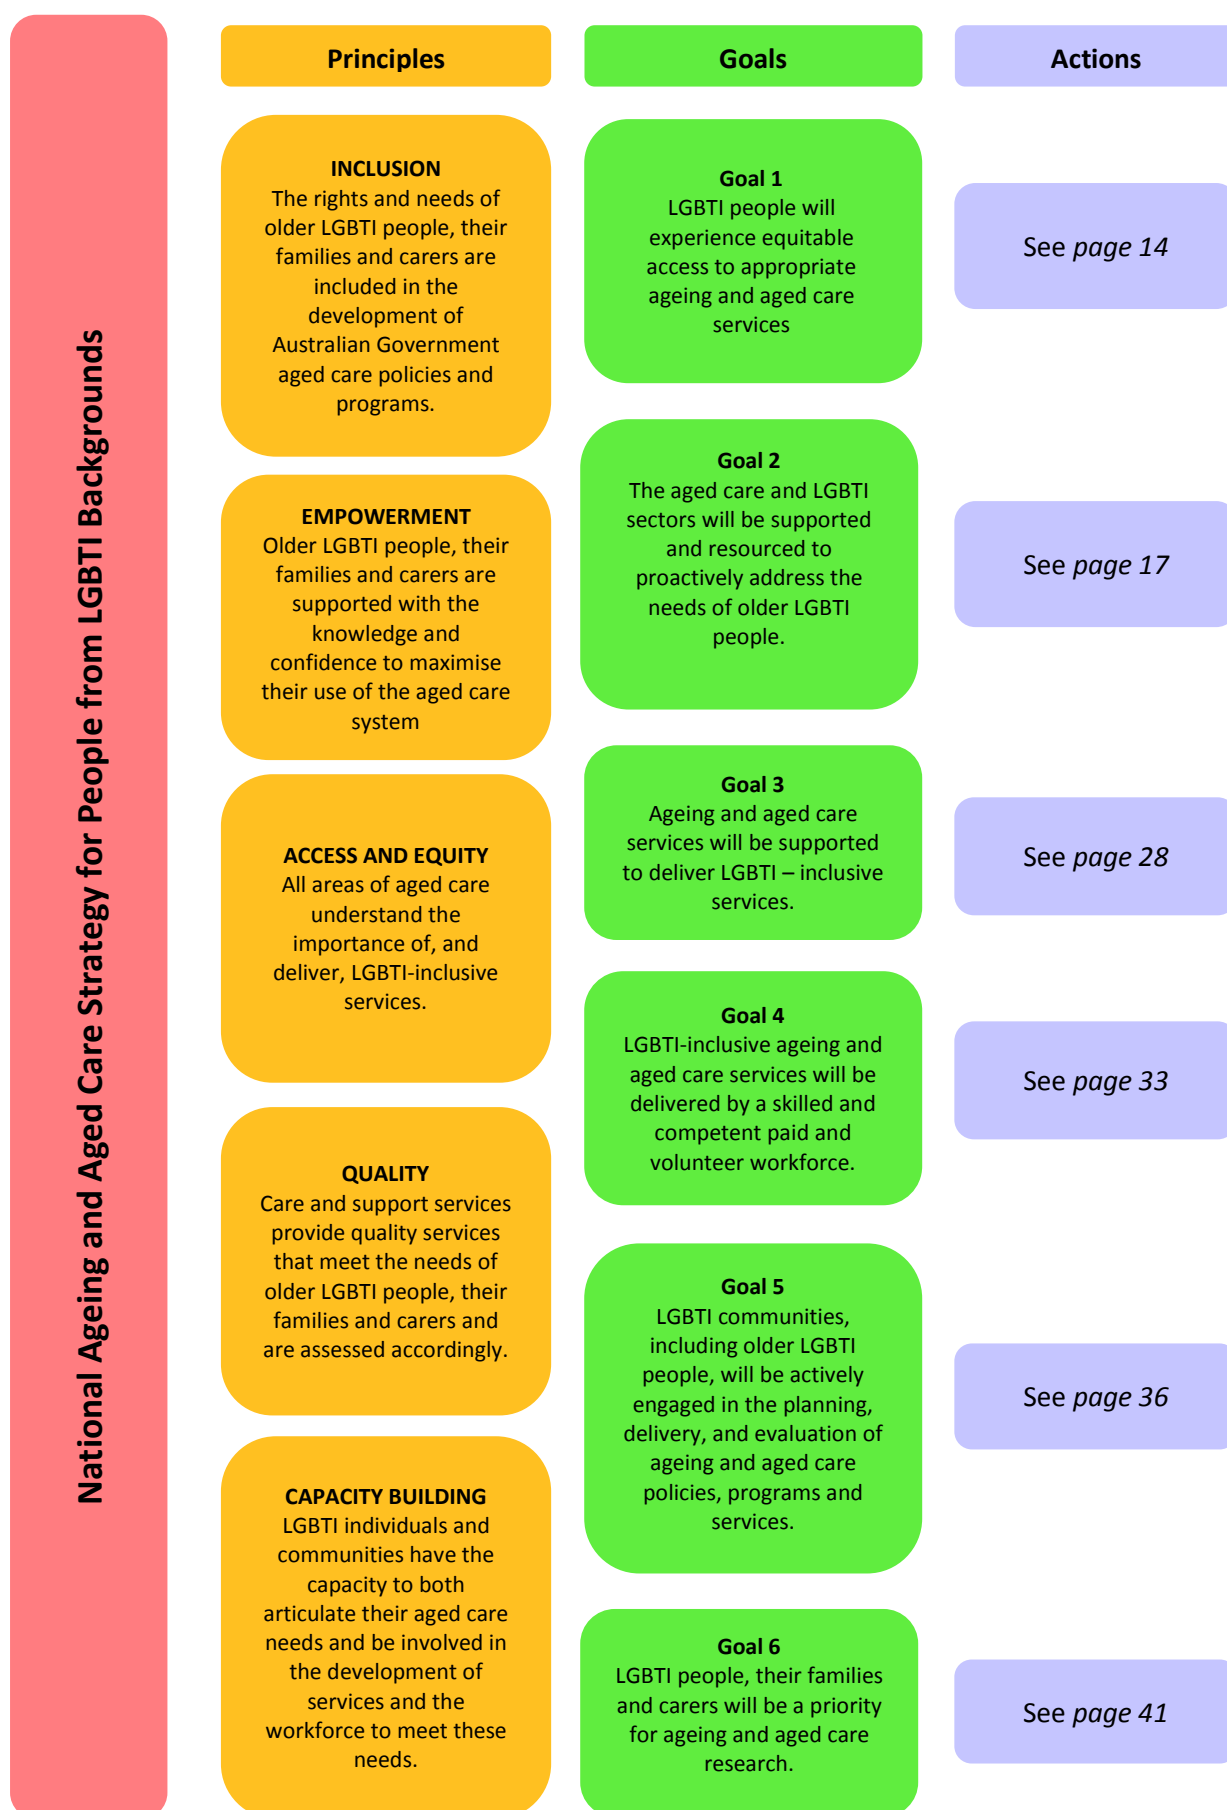 National Ageing and Aged Care Strategy for People from LGBTI Backgrounds
Principles
INCLUSION
The rights and needs of
older LGBTI people, their
families and carers are
included in the
development of
Australian Government
aged care policies and
programs.
EMPOWERMENT
Older LGBTI people, their
families and carers are
supported with the
knowledge and
confidence to maximise
their use of the aged care
system
ACCESS AND EQUITY
All areas of aged care
understand the
importance of, and
deliver, LGBTI-inclusive
services.
QUALITY
Care and support services
provide quality services
that meet the needs of
older LGBTI people, their
families and carers and
are assessed accordingly.
CAPACITY BUILDING
LGBTI individuals and
communities have the
capacity to both
articulate their aged care
needs and be involved in
the development of
services and the
workforce to meet these
needs.
Goals
Goal 1
LGBTI people will
experience equitable
access to appropriate
ageing and aged care
services
Goal 2
The aged care and LGBTI
sectors will be supported
and resourced to
proactively address the
needs of older LGBTI
people.
Goal 3
Ageing and aged care
services will be supported
to deliver LGBTI – inclusive
services.
Goal 4
LGBTI-inclusive ageing and
aged care services will be
delivered by a skilled and
competent paid and
volunteer workforce.
Goal 5
LGBTI communities,
including older LGBTI
people, will be actively
engaged in the planning,
delivery, and evaluation of
ageing and aged care
policies, programs and
services.
Goal 6
LGBTI people, their families
and carers will be a priority
for ageing and aged care
research.
Actions
See page 14
See page 17
See page 28
See page 33
See page 36
See page 41